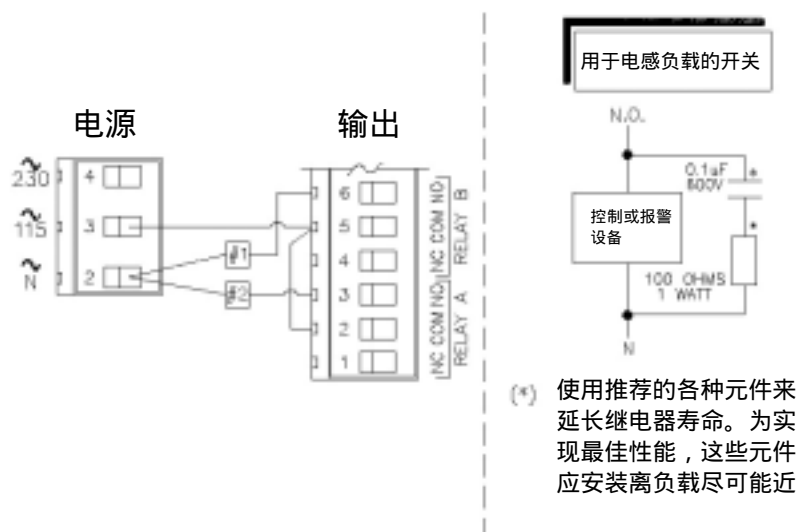 用于电感负载的开关
N.O.
0.1uF
600V
*
*
控制或报警
设备
100 OHMS
1 WATT
N
(*) 使用推荐的各种元件来
延长继电器寿命。为实
现最佳性能，这些元件
应安装离负载尽可能近
电源
230
4
115
3
N
2
#1
#2
输出
6
5
4
3
2
1
NC COM NO
RELAY B
NC COM NO
RELAY A